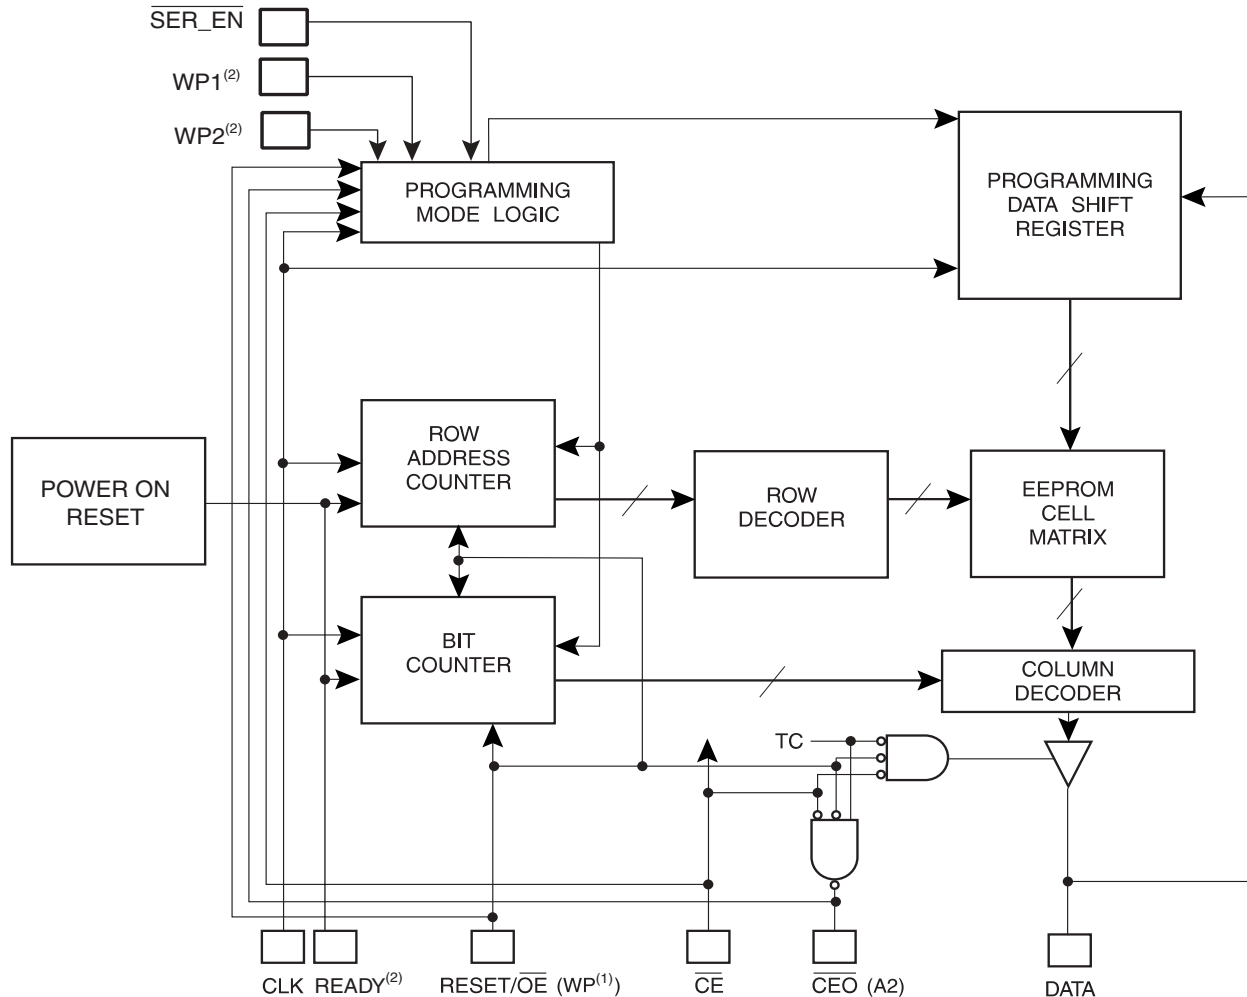 SER_EN
WP1(2)
WP2(2)
PROGRAMMING
MODE LOGIC
PROGRAMMING
DATA SHIFT
REGISTER
POWER ON
RESET
ROW
ADDRESS
COUNTER
ROW
DECODER
EEPROM
CELL
MATRIX
BIT
COUNTER
COLUMN
DECODER
TC
CLK
READY(2)
RESET/OE (WP(1))
CE
CEO (A2)
DATA